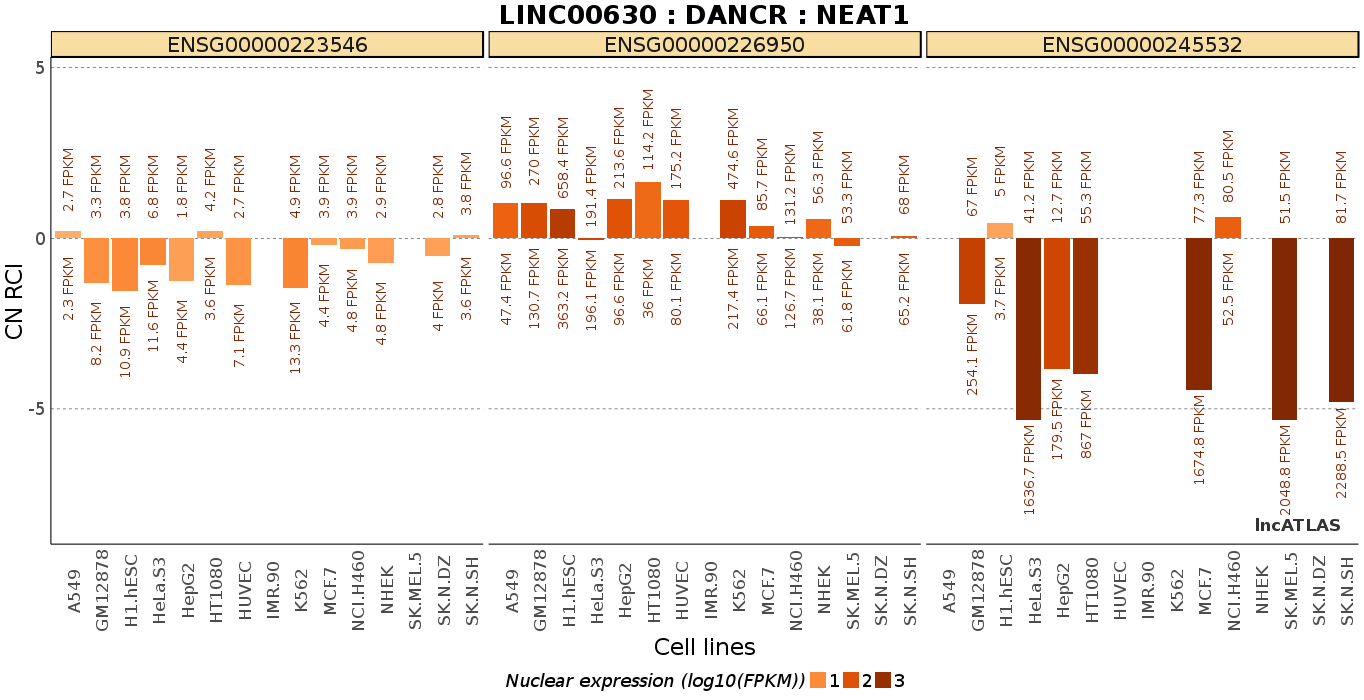 LINC00630 : DANCR : NEAT1
ENSG00000223546 ENSG00000226950 ENSG00000245532
CN RCI
5
0
-5
2.7 FPKM 3.3 FPKM 3.8 FPKM 6.8 FPKM 1.8 FPKM 4.2 FPKM 2.7 FPKM 4.9 FPKM 3.9 FPKM 3.9 FPKM 2.9 FPKM 2.8 FPKM 3.8 FPKM
2.3 FPKM 8.2 FPKM 10.9 FPKM 11.6 FPKM 4.4 FPKM 3.6 FPKM 7.1 FPKM 13.3 FPKM 4.4 FPKM 4.8 FPKM 4.8 FPKM 4 FPKM 3.6 FPKM
96.6 FPKM 270 FPKM 658.4 FPKM 191.4 FPKM 213.6 FPKM 114.2 FPKM 175.2 FPKM 474.6 FPKM 85.7 FPKM 131.2 FPKM 56.3 FPKM 53.3 FPKM 68 FPKM
47.4 FPKM 130.7 FPKM 363.2 FPKM 196.1 FPKM 96.6 FPKM 36 FPKM 80.1 FPKM 217.4 FPKM 66.1 FPKM 126.7 FPKM 38.1 FPKM 61.8 FPKM 65.2 FPKM
67 FPKM 5 FPKM 41.2 FPKM 12.7 FPKM 55.3 FPKM 77.3 FPKM 80.5 FPKM 51.5 FPKM 81.7 FPKM
254.1 FPKM 3.7 FPKM 1636.7 FPKM 179.5 FPKM 867 FPKM 1674.8 FPKM 52.5 FPKM 2048.8 FPKM 2288.5 FPKM
lncATLAS
A549 GM12878 H1.hESC HeLa.S3 HepG2 HT1080 HUVEC IMR.90 K562 MCF.7 NCI.H460 NHEK SK.MEL.5 SK.N.DZ SK.N.SH
A549 GM12878 H1.hESC HeLa.S3 HepG2 HT1080 HUVEC IMR.90 K562 MCF.7 NCI.H460 NHEK SK.MEL.5 SK.N.DZ SK.N.SH
A549 GM12878 H1.hESC HeLa.S3 HepG2 HT1080 HUVEC IMR.90 K562 MCF.7 NCI.H460 NHEK SK.MEL.5 SK.N.DZ SK.N.SH
Cell lines
Nuclear expression (log10(FPKM)) 1 2 3